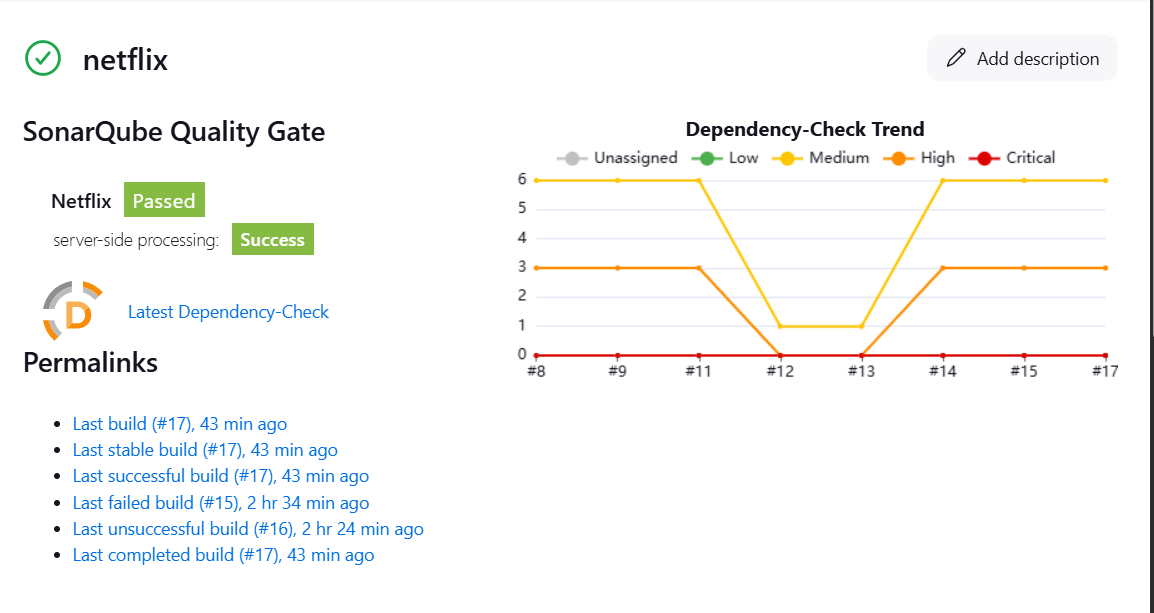 netflix
Add description
SonarQube Quality Gate
Netflix Passed
server-side processing: Success
D
Latest Dependency-Check
Permalinks
Last build (#17), 43 min ago
Last stable build (#17), 43 min ago
Last successful build (#17), 43 min ago
Last failed build (#15), 2 hr 34 min ago
Last unsuccessful build (#16), 2 hr 24 min ago
Last completed build (#17), 43 min ago
Dependency-Check Trend
Unassigned Low Medium High Critical
6
5
4
3
2
1
0
#8 #9 #11 #12 #13 #14 #15 #17